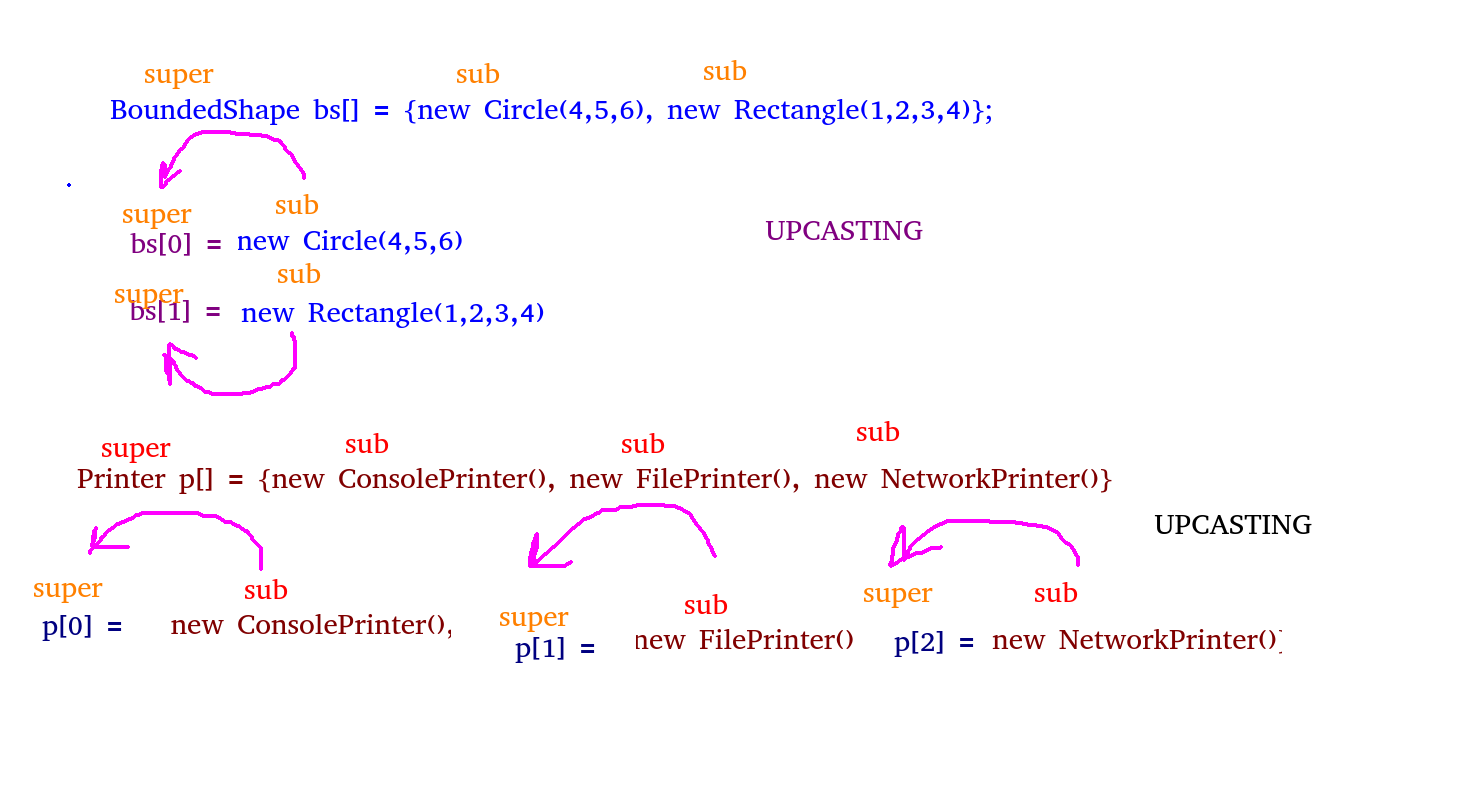 super sub sub
BoundedShape bs[] = {new Circle(4,5,6), new Rectangle(1,2,3,4)};
super sub
bs[0] = new Circle(4,5,6) UPCASTING
super sub
bs[1] = new Rectangle(1,2,3,4)
super sub sub sub
Printer p[] = {new ConsolePrinter(), new FilePrinter(), new NetworkPrinter()}
UPCASTING
super sub super sub super sub
p[0] = new ConsolePrinter(), p[1] = new FilePrinter() p[2] = new NetworkPrinter()